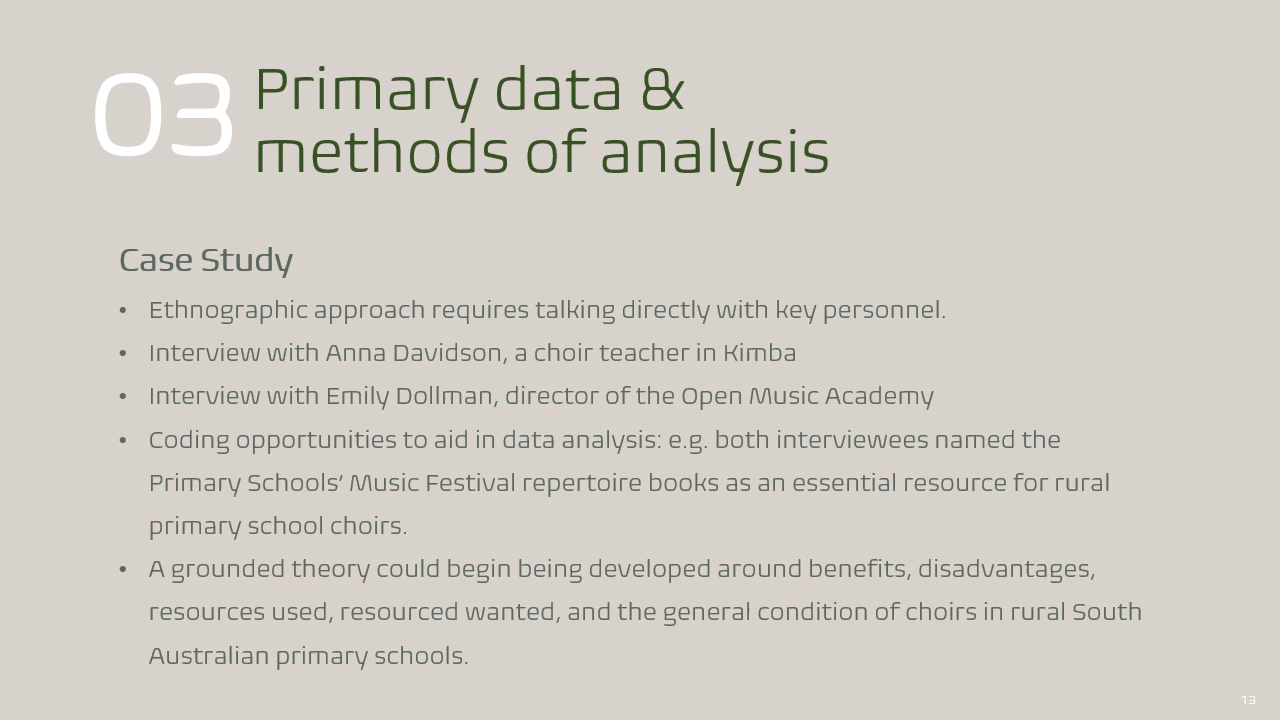 03
Primary data &
methods of analysis
Case Study
• Ethnographic approach requires talking directly with key personnel.
• Interview with Anna Davidson, a choir teacher in Kimba
• Interview with Emily Dollman, director of the Open Music Academy
• Coding opportunities to aid in data analysis: e.g. both interviewees named the
Primary Schools’ Music Festival repertoire books as an essential resource for rural
primary school choirs.
• A grounded theory could begin being developed around benefits, disadvantages,
resources used, resourced wanted, and the general condition of choirs in rural South
Australian primary schools.
13